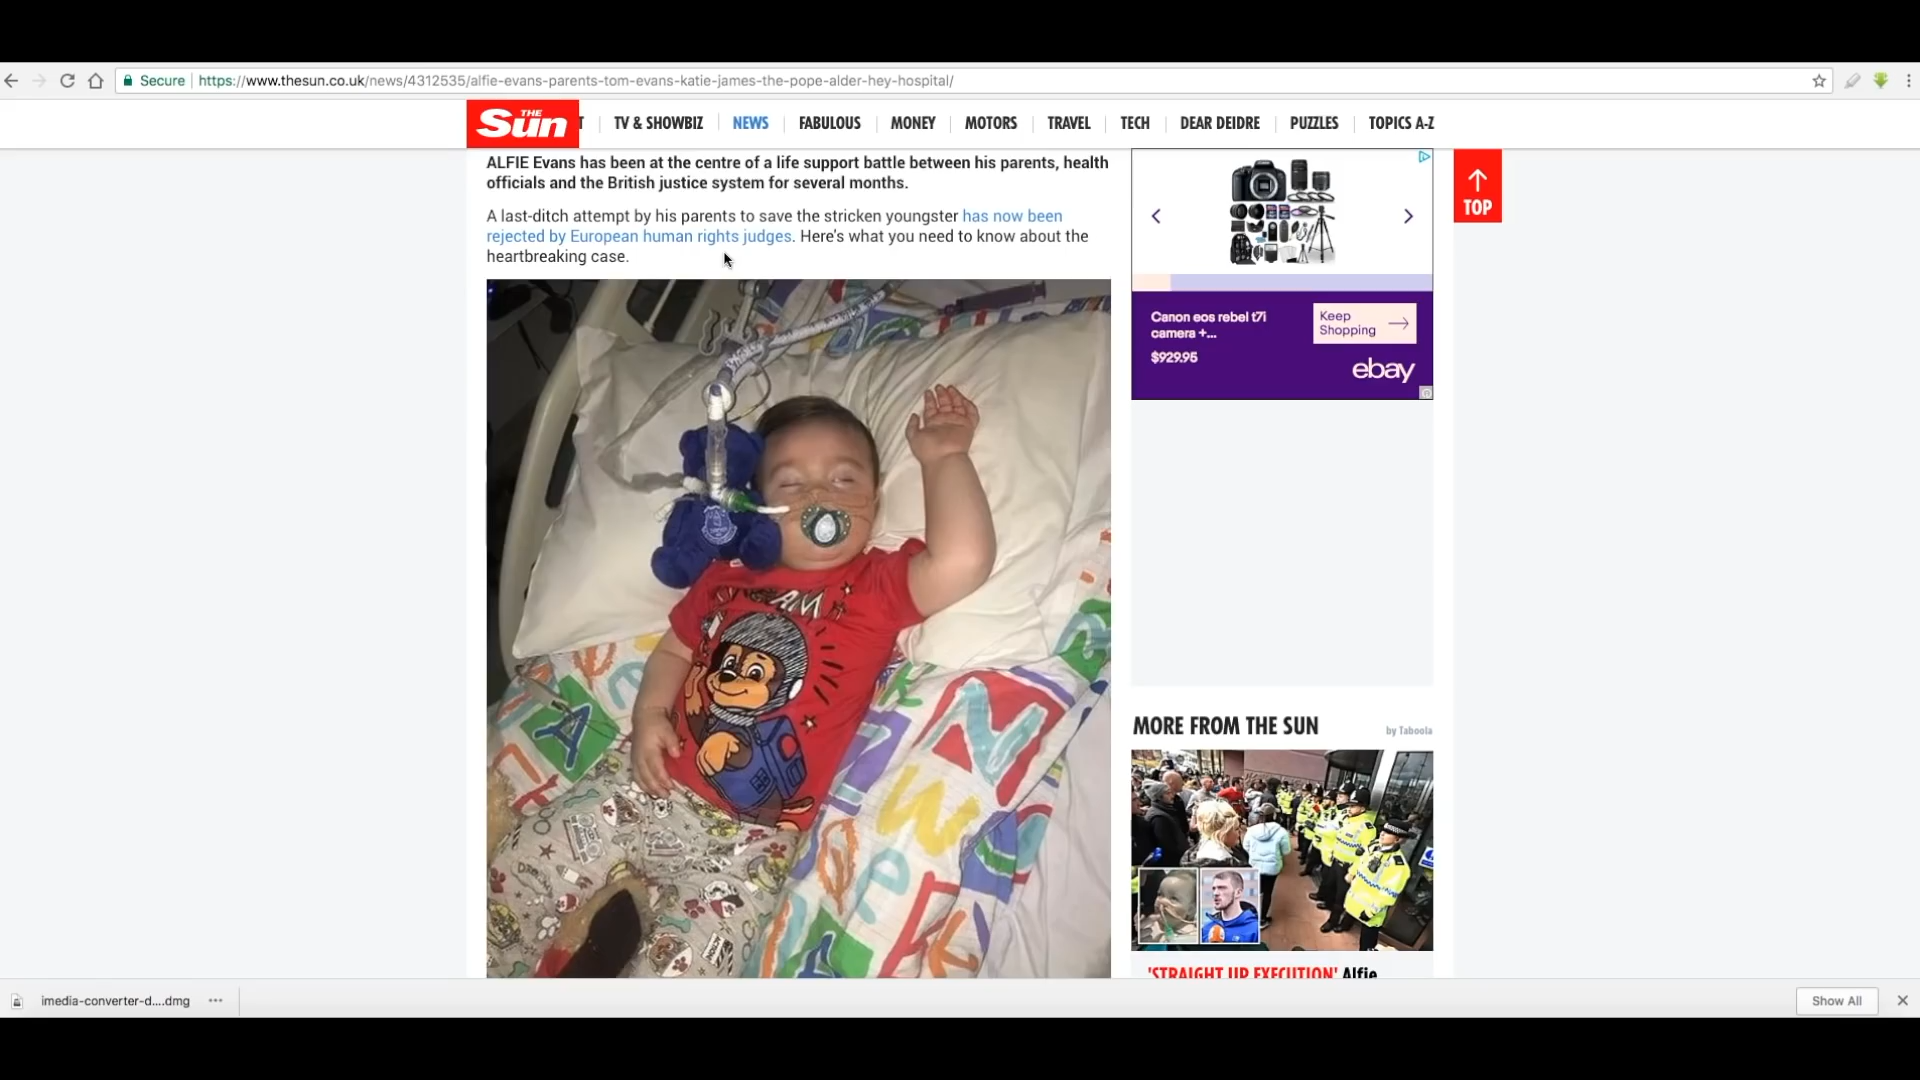 Secure
https://www.thesun.co.uk/news/4312535/alfie-evans-parents-tom-evans-katie-james-the-pope-alder-hey-hospital/
THE Sun
T TV & SHOWBIZ NEWS FABULOUS MONEY MOTORS TRAVEL TECH DEAR DEIDRE PUZZLES TOPICS A-Z
ALFIE Evans has been at the centre of a life support battle between his parents, health
officials and the British justice system for several months.
A last-ditch attempt by his parents to save the stricken youngster has now been
rejected by European human rights judges. Here's what you need to know about the
heartbreaking case.
I AM
TOP
Canon eos rebel t7i
camera +...
$929.95
Keep
Shopping
ebay
MORE FROM THE SUN
by Taboola
'STRAIGHT UP EXECUTION' Alfie
imedia-converter-d....dmg
Show All